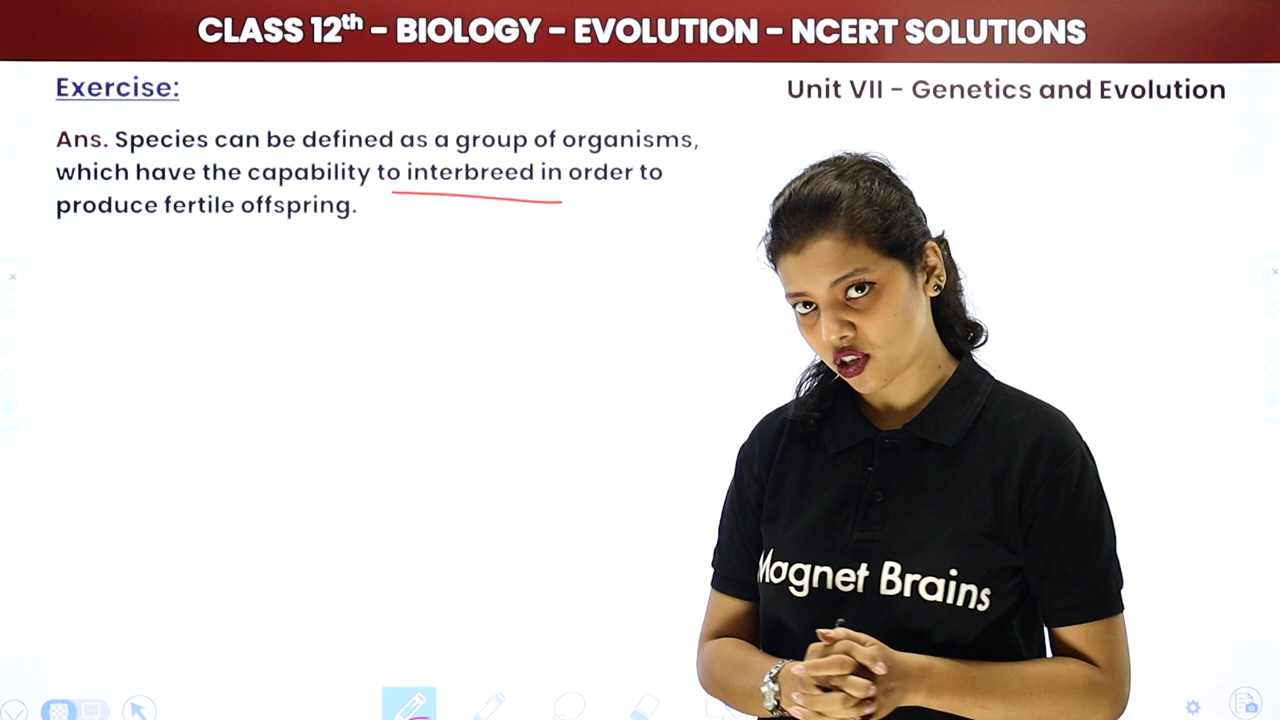 CLASS 12th - BIOLOGY - EVOLUTION - NCERT SOLUTIONS
Exercise:
Unit VII - Genetics and Evolution
Ans. Species can be defined as a group of organisms,
which have the capability to interbreed in order to
produce fertile offspring.
Magnet Brains